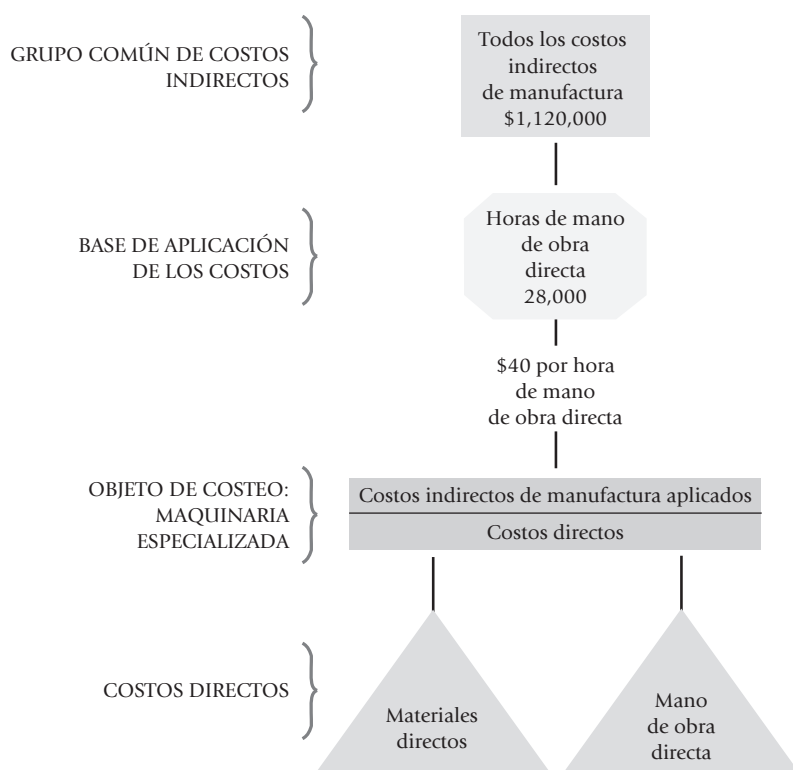 GRUPO COMÚN DE COSTOS
INDIRECTOS
Todos los costos
indirectos
de manufactura
$1,120,000
BASE DE APLICACIÓN
DE LOS COSTOS
Horas de mano
de obra
directa
28,000
$40 por hora
de mano
de obra directa
OBJETO DE COSTEO:
MAQUINARIA
ESPECIALIZADA
Costos indirectos de manufactura aplicados
Costos directos
COSTOS DIRECTOS
Materiales
directos
Mano
de obra
directa